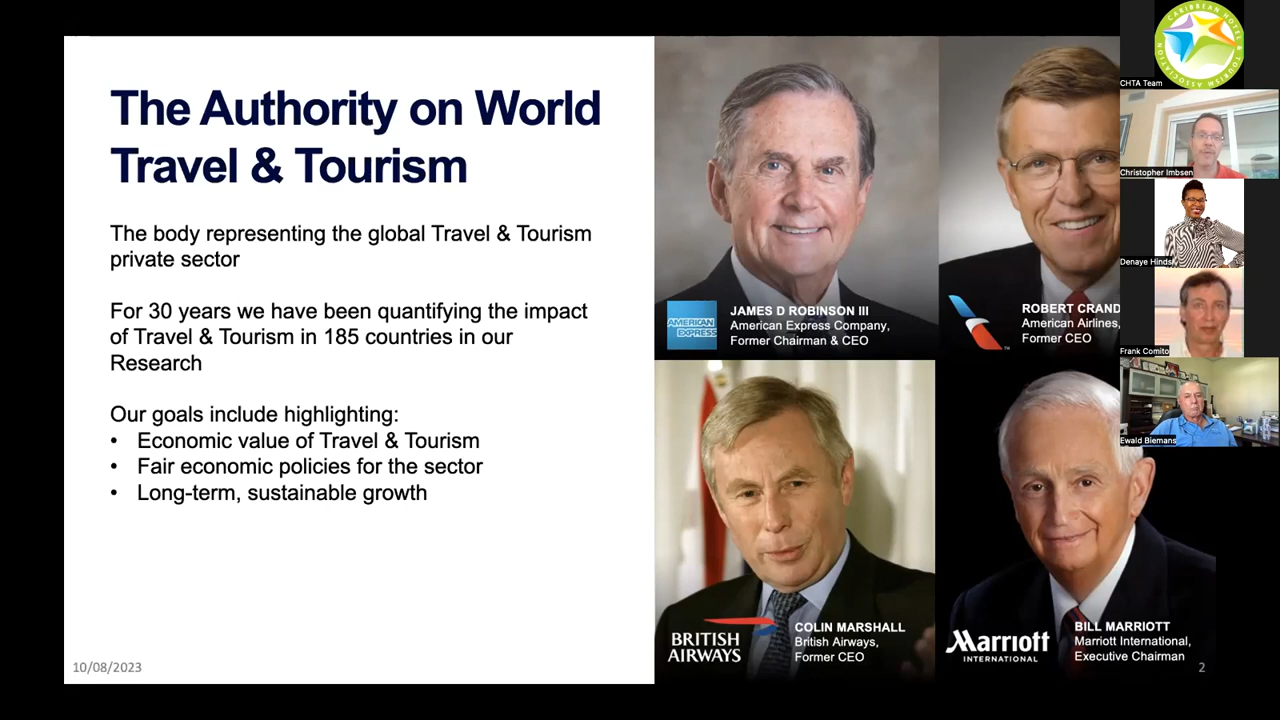 The Authority on World
Travel & Tourism
The body representing the global Travel & Tourism
private sector
For 30 years we have been quantifying the impact
of Travel & Tourism in 185 countries in our
Research
Our goals include highlighting:
• Economic value of Travel & Tourism
• Fair economic policies for the sector
• Long-term, sustainable growth
10/08/2023
AMERICAN
EXPRESS
JAMES D ROBINSON III
American Express Company,
Former Chairman & CEO
ROBERT CRAND
American Airlines,
Former CEO
BRITISH
AIRWAYS
COLIN MARSHALL
British Airways,
Former CEO
Marriott
INTERNATIONAL
BILL MARRIOTT
Marriott International,
Executive Chairman
2
CARIBBEAN HOTEL & TOURISM ASSOCIATION
CHTA Team
Christopher Imbsen
Denaye Hinds
Frank Comito
Ewald Biemans